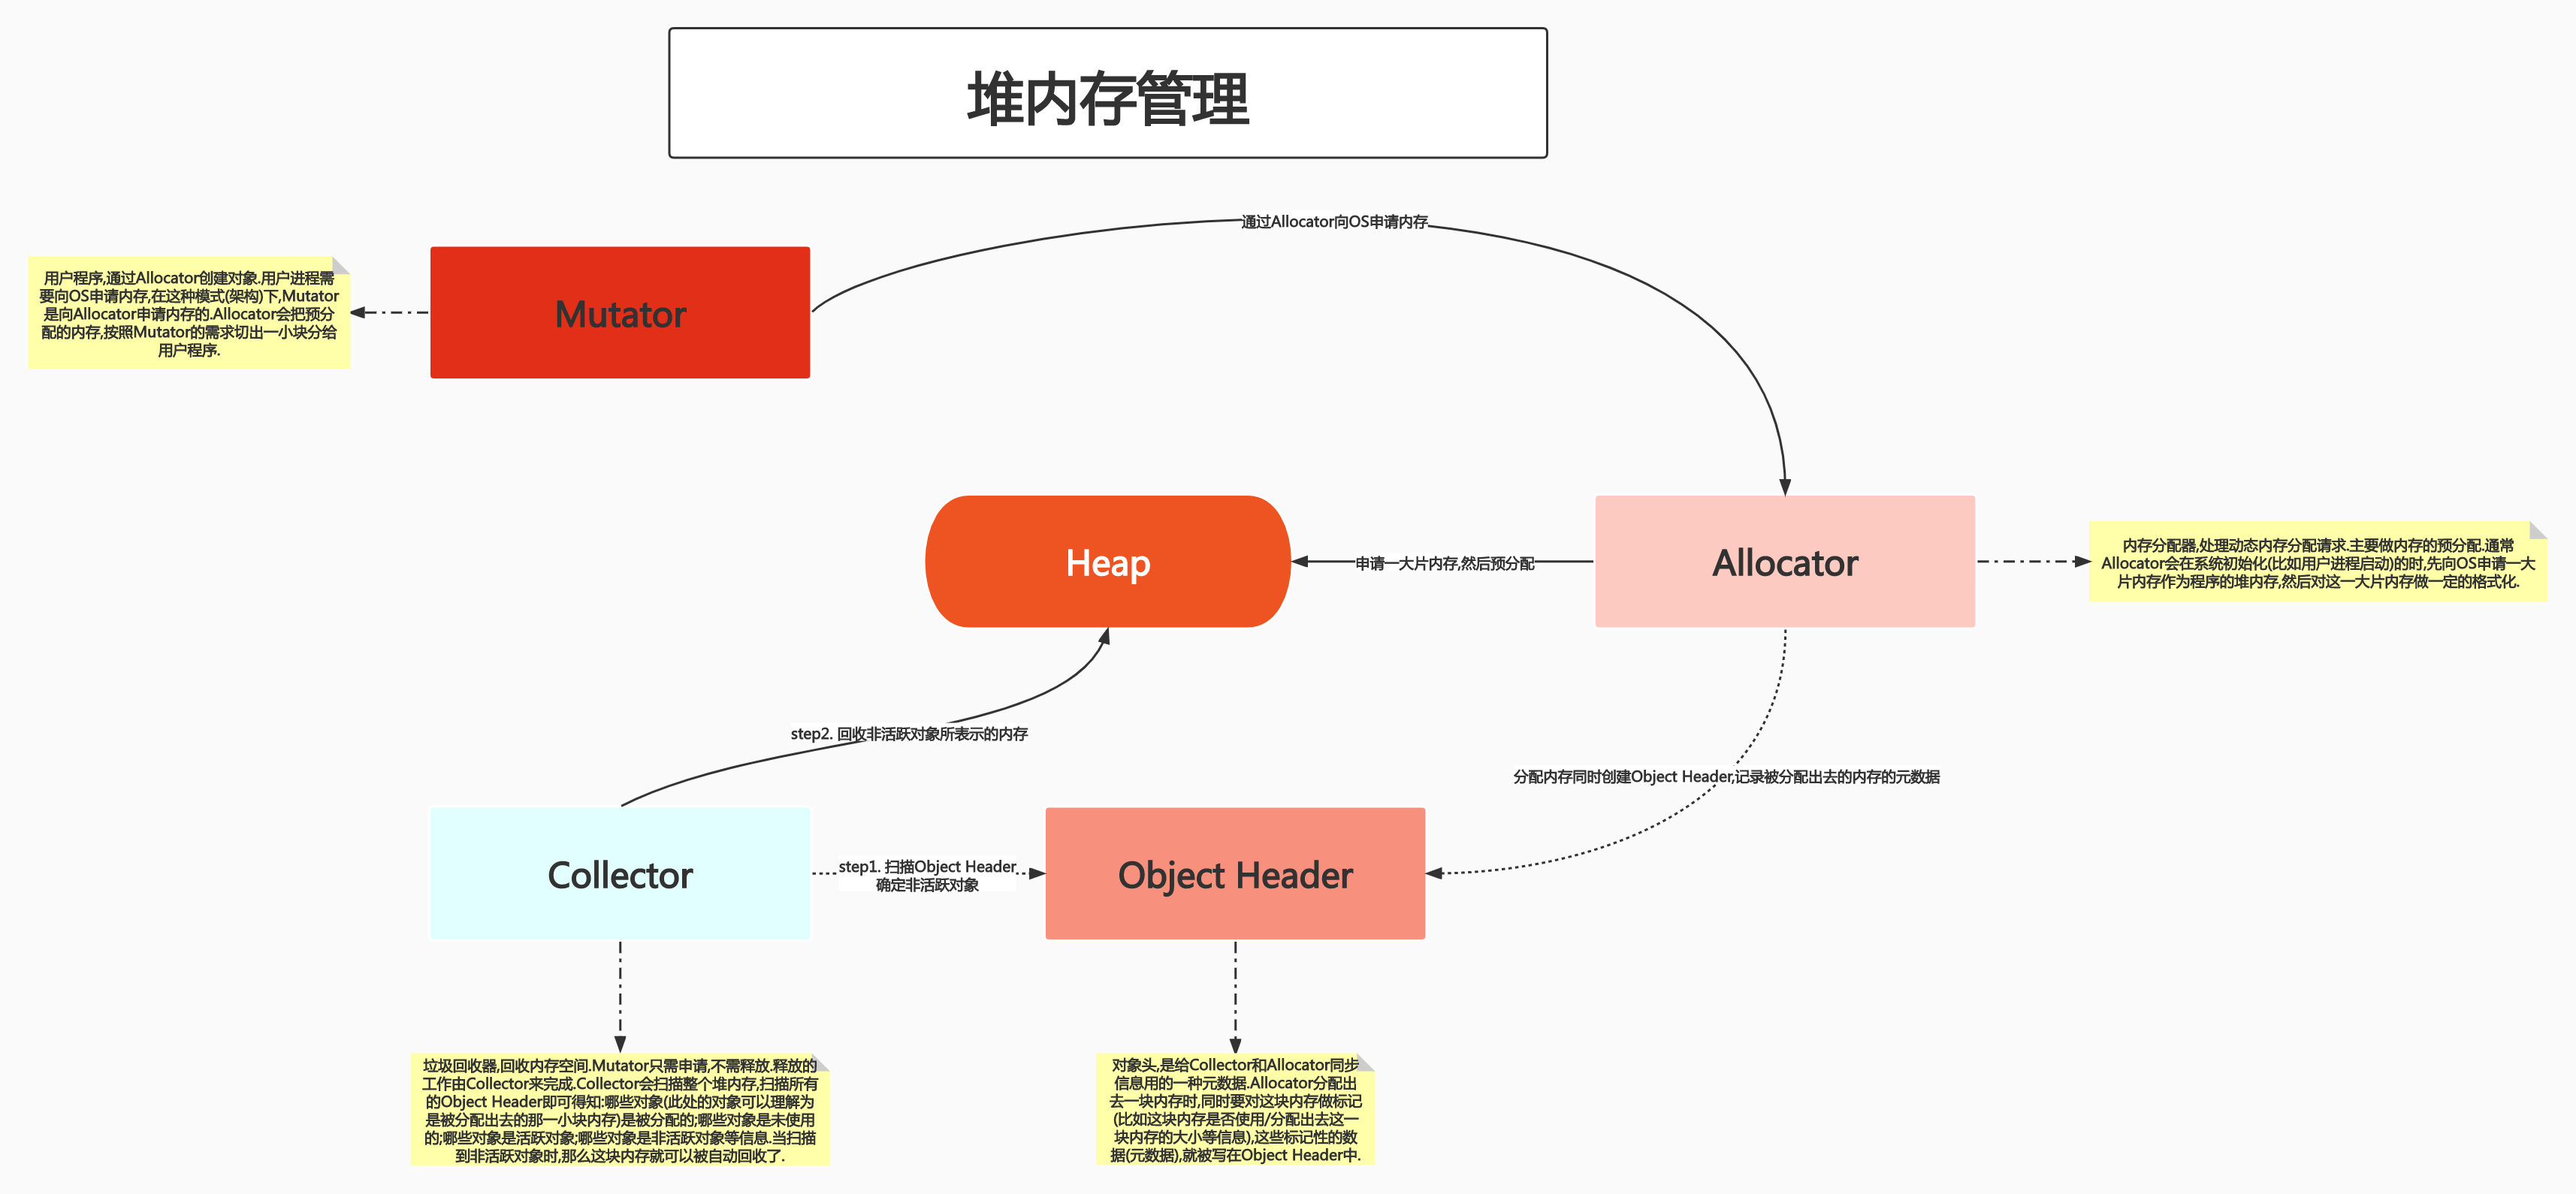 堆内存管理
通过Allocator向OS申请内存
用户程序,通过Allocator创建对象.用户进程需
要向OS申请内存,在这种模式(架构)下,Mutator
是向Allocator申请内存的.Allocator会把预分
配的内存,按照Mutator的需求切出一小块分给
用户程序.
Mutator
Heap
申请一大片内存,然后预分配
Allocator
内存分配器,处理动态内存分配请求.主要做内存的预分配.通常
Allocator会在系统初始化(比如用户进程启动)的时,先向OS申请一大
片内存作为程序的堆内存,然后对这一大片内存做一定的格式化.
step2. 回收非活跃对象所表示的内存
分配内存同时创建Object Header,记录被分配出去的内存的元数据
Collector
step1. 扫描Object Header
确定非活跃对象
Object Header
垃圾回收器,回收内存空间.Mutator只需申请,不需释放.释放的
工作由Collector来完成.Collector会扫描整个堆内存,扫描所有
的Object Header即可得知:哪些对象(此处的对象可以理解为
是被分配出去的那一小块内存)是被分配的;哪些对象是未使用
的;哪些对象是活跃对象;哪些对象是非活跃对象等信息.当扫描
到非活跃对象时,那么这块内存就可以被自动回收了.
对象头,是给Collector和Allocator同步
信息用的一种元数据.Allocator分配出
去一块内存时,同时要对这块内存做标记
(比如这块内存是否使用/分配出去这一
块内存的大小等信息),这些标记性的数
据(元数据),就被写在Object Header中.